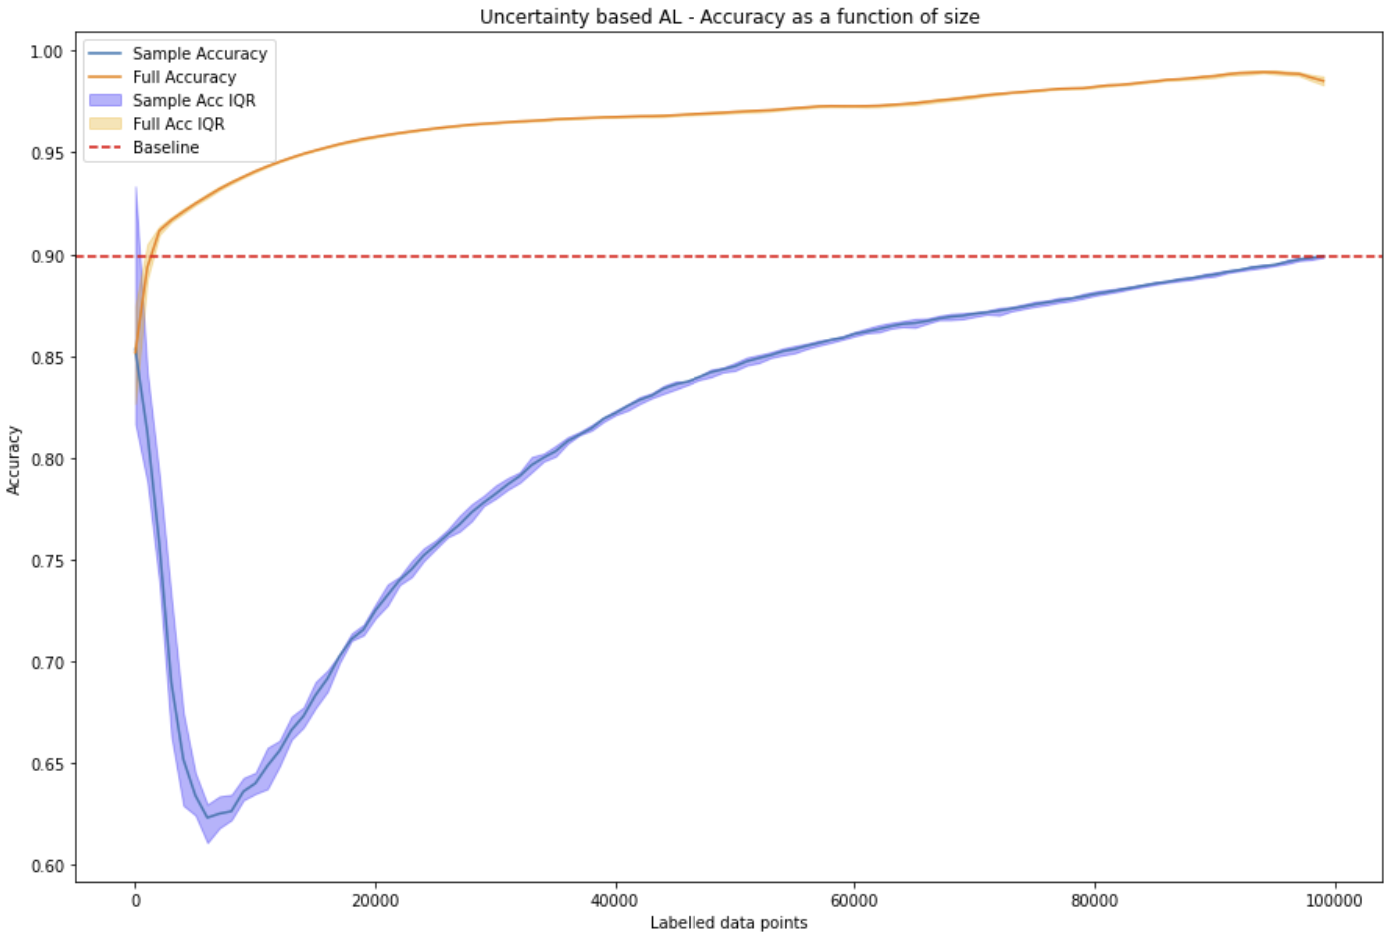 Uncertainty based AL - Accuracy as a function of size
Sample Accuracy
Full Accuracy
Sample Acc IQR
Full Acc IQR
Baseline
1.00
0.95
0.90
0.85
0.80
0.75
0.70
0.65
0.60
Accuracy
0 20000 40000 60000 80000 100000
Labelled data points